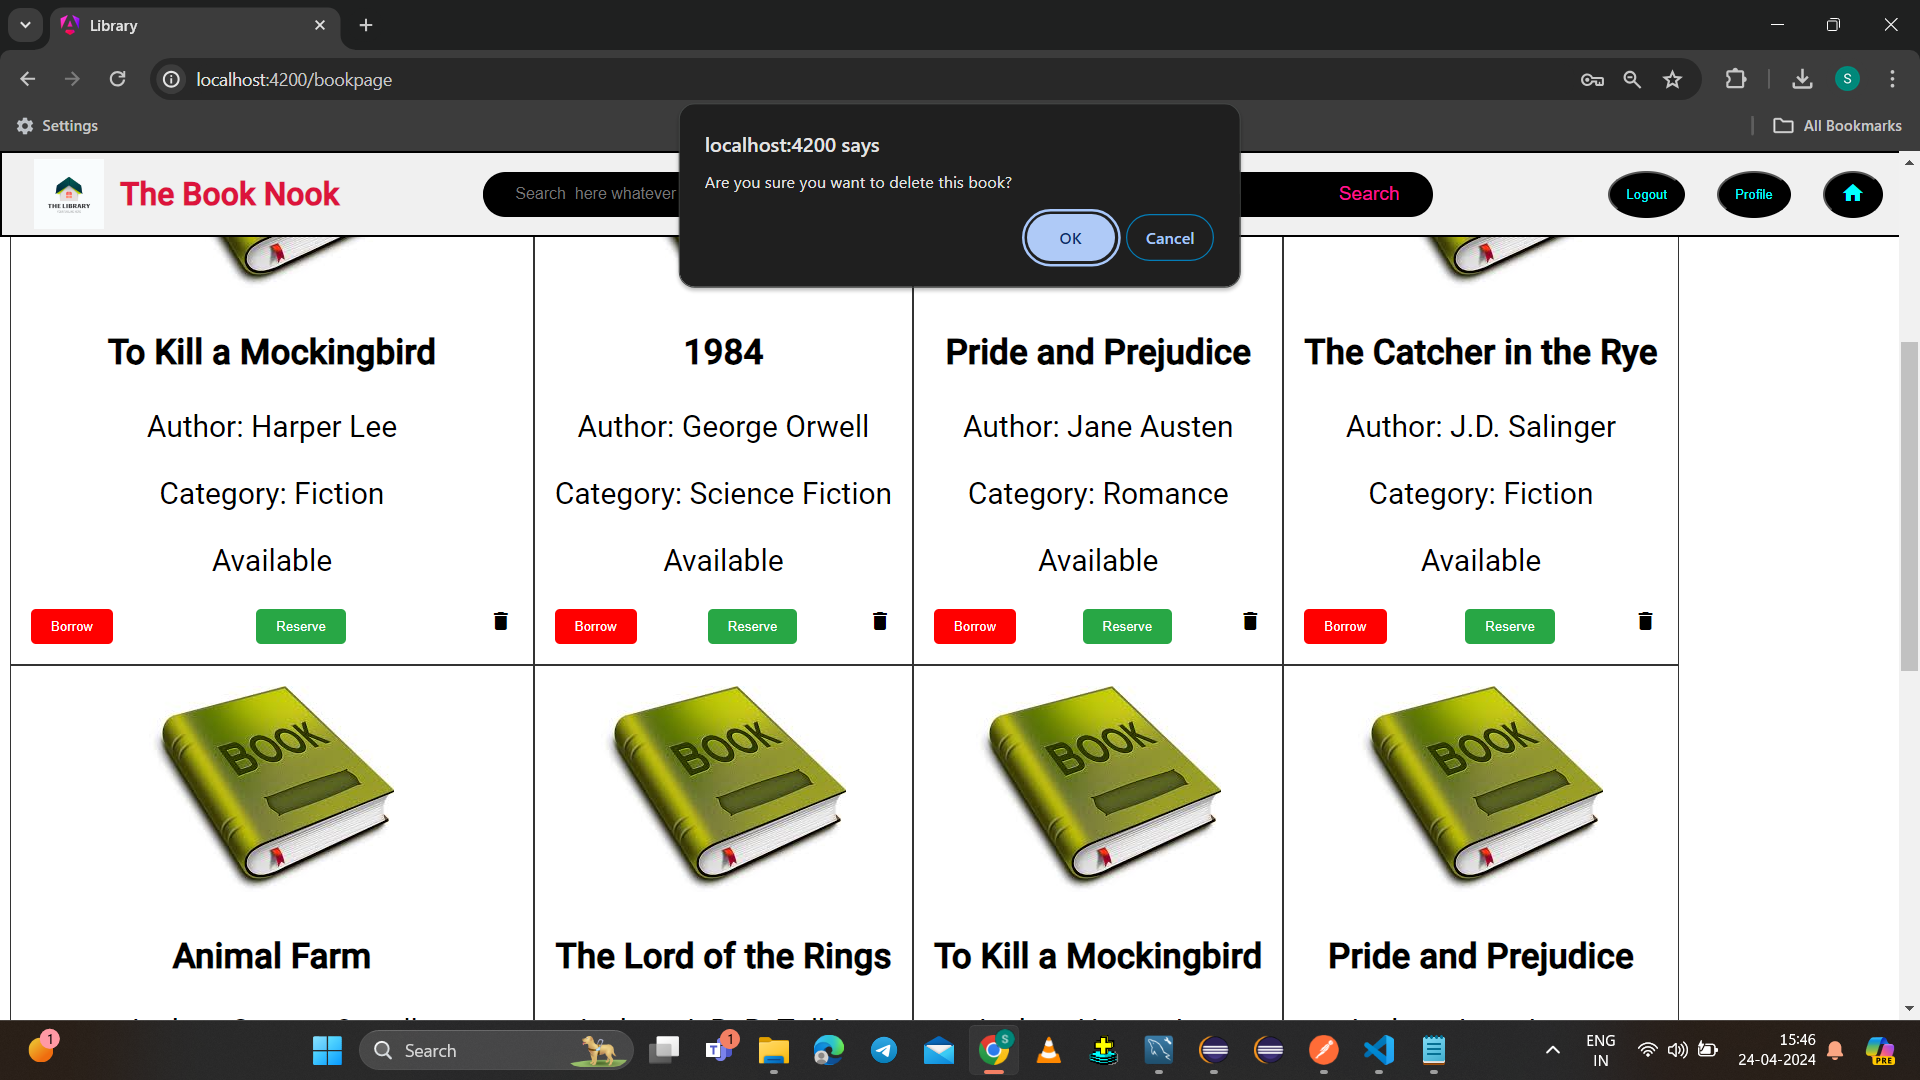 Library
localhost:4200/bookpage
S
Settings
All Bookmarks
localhost:4200 says
Are you sure you want to delete this book?
OK
Cancel
THE LIBRARY
The Book Nook
Search here whatever
Search
Logout
Profile
To Kill a Mockingbird
1984
Pride and Prejudice
The Catcher in the Rye
Author: Harper Lee
Author: George Orwell
Author: Jane Austen
Author: J.D. Salinger
Category: Fiction
Category: Science Fiction
Category: Romance
Category: Fiction
Available
Available
Available
Available
Borrow
Reserve
Borrow
Reserve
Borrow
Reserve
Borrow
Reserve
BOOK
BOOK
BOOK
BOOK
Animal Farm
The Lord of the Rings
To Kill a Mockingbird
Pride and Prejudice
1
Search
1
S
ENG
IN
15:46
24-04-2024
PRE